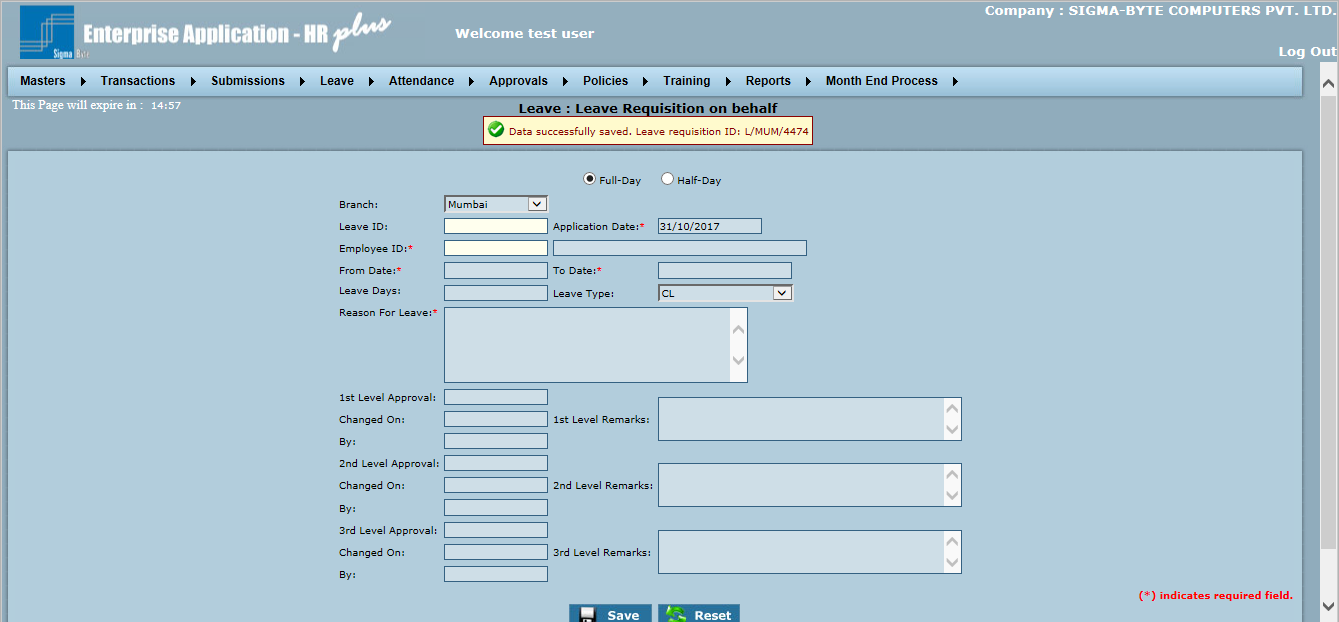 Company : SIGMA-BYTE COMPUTERS PVT. LTD.
Enterprise Application - HR plus
Sigma Byte
Welcome test user
Log Out
Masters Transactions Submissions Leave Attendance Approvals Policies Training Reports Month End Process
This Page will expire in : 14:57
Leave : Leave Requisition on behalf
Data successfully saved. Leave requisition ID: L/MUM/4474
Full-Day Half-Day
Branch: Mumbai
Leave ID: Application Date:* 31/10/2017
Employee ID:*
From Date:* To Date:*
Leave Days: Leave Type: CL
Reason For Leave:*
1st Level Approval:
Changed On: 1st Level Remarks:
By:
2nd Level Approval:
Changed On: 2nd Level Remarks:
By:
3rd Level Approval:
Changed On: 3rd Level Remarks:
By:
(*) indicates required field.
Save Reset